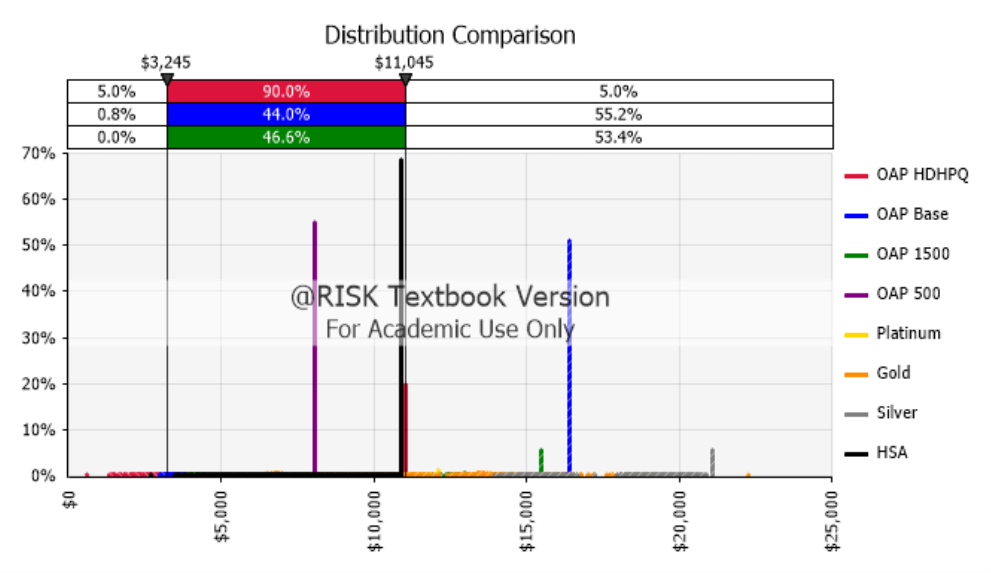 Distribution Comparison
$3,245 $11,045
5.0% 90.0% 5.0%
0.8% 44.0% 55.2%
0.0% 46.6% 53.4%
70%
60%
50%
40%
30%
20%
10%
0%
@RISK Textbook Version
For Academic Use Only
OAP HDHPQ
OAP Base
OAP 1500
OAP 500
Platinum
Gold
Silver
HSA
$0
$5,000
$10,000
$15,000
$20,000
$25,000